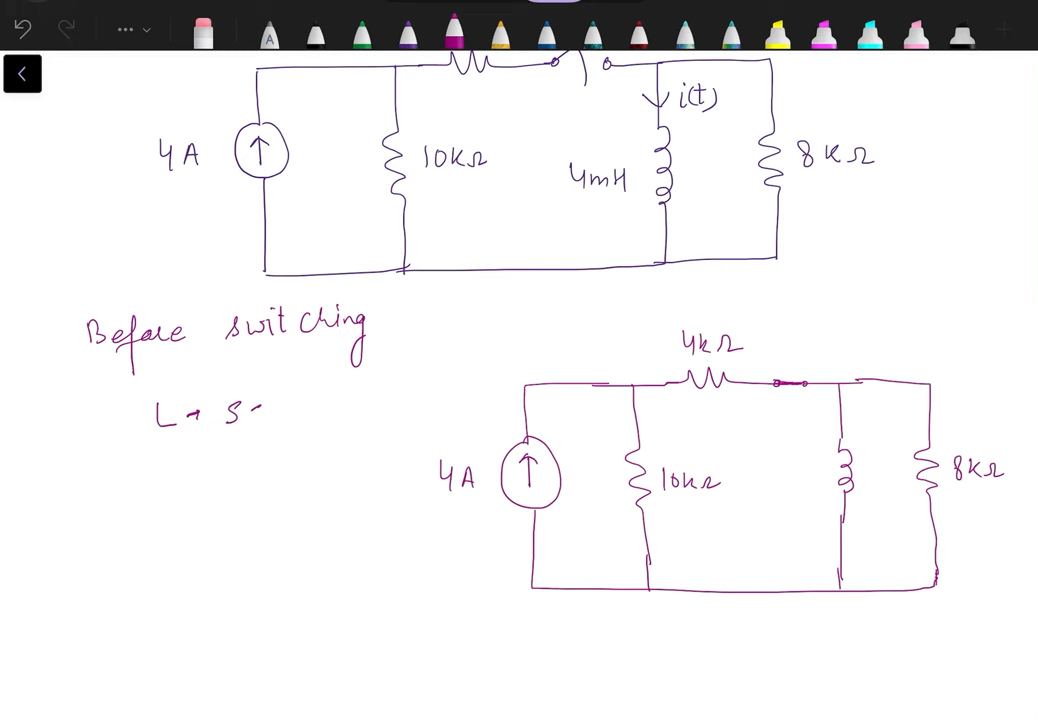 A
4A
10KΩ
4mH
i(t)
8KΩ
Before switching
L → S
4kΩ
4A
10kΩ
8KΩ